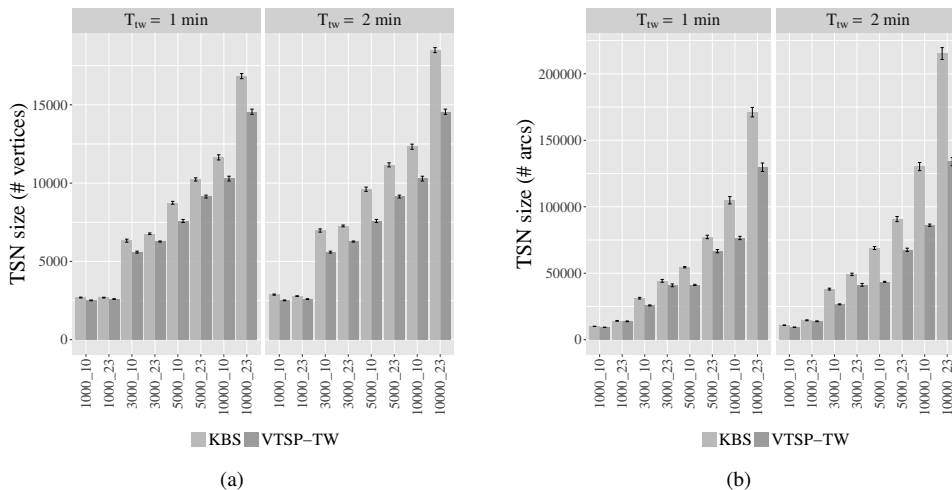 T_tw = 1 min T_tw = 2 min
TSN size (# vertices)
15000
10000
5000
0
1000_10 1000_23 3000_10 3000_23 5000_10 5000_23 10000_10 10000_23
1000_10 1000_23 3000_10 3000_23 5000_10 5000_23 10000_10 10000_23
KBS VTSP−TW
(a)
T_tw = 1 min T_tw = 2 min
TSN size (# arcs)
200000
150000
100000
50000
0
1000_10 1000_23 3000_10 3000_23 5000_10 5000_23 10000_10 10000_23
1000_10 1000_23 3000_10 3000_23 5000_10 5000_23 10000_10 10000_23
KBS VTSP−TW
(b)